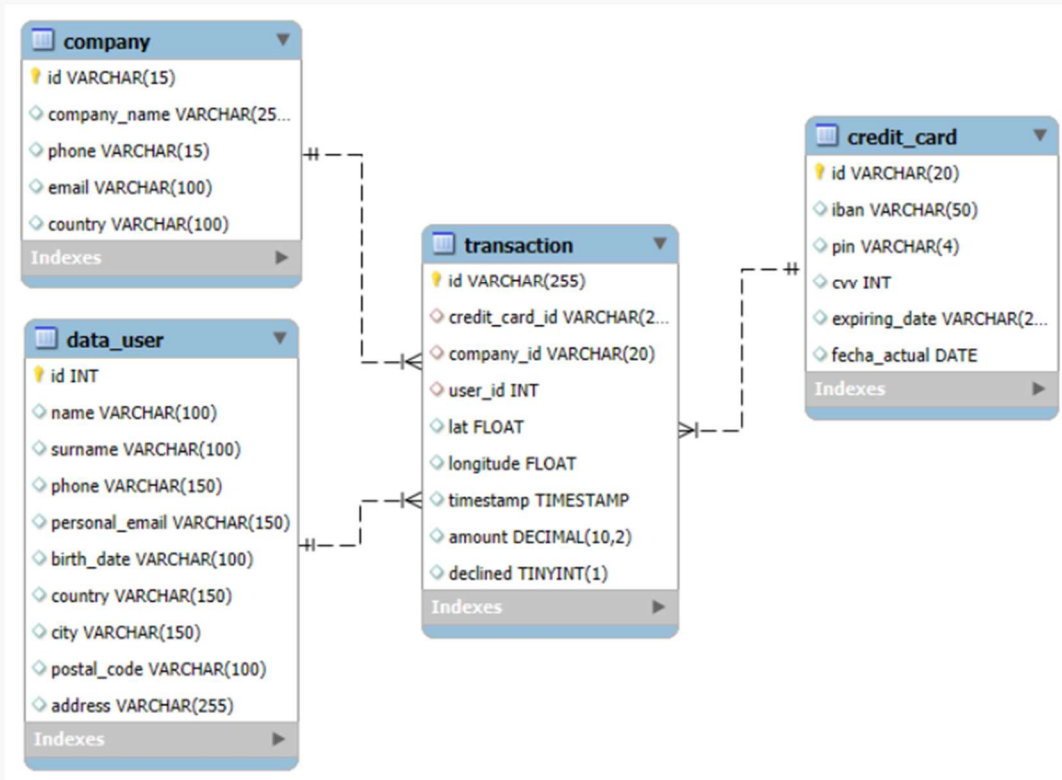 company
id VARCHAR(15)
company_name VARCHAR(25...
phone VARCHAR(15)
email VARCHAR(100)
country VARCHAR(100)
Indexes
data_user
id INT
name VARCHAR(100)
surname VARCHAR(100)
phone VARCHAR(150)
personal_email VARCHAR(150)
birth_date VARCHAR(100)
country VARCHAR(150)
city VARCHAR(150)
postal_code VARCHAR(100)
address VARCHAR(255)
Indexes
transaction
id VARCHAR(255)
credit_card_id VARCHAR(2...
company_id VARCHAR(20)
user_id INT
lat FLOAT
longitude FLOAT
timestamp TIMESTAMP
amount DECIMAL(10,2)
declined TINYINT(1)
Indexes
credit_card
id VARCHAR(20)
iban VARCHAR(50)
pin VARCHAR(4)
cvv INT
expiring_date VARCHAR(2...
fecha_actual DATE
Indexes